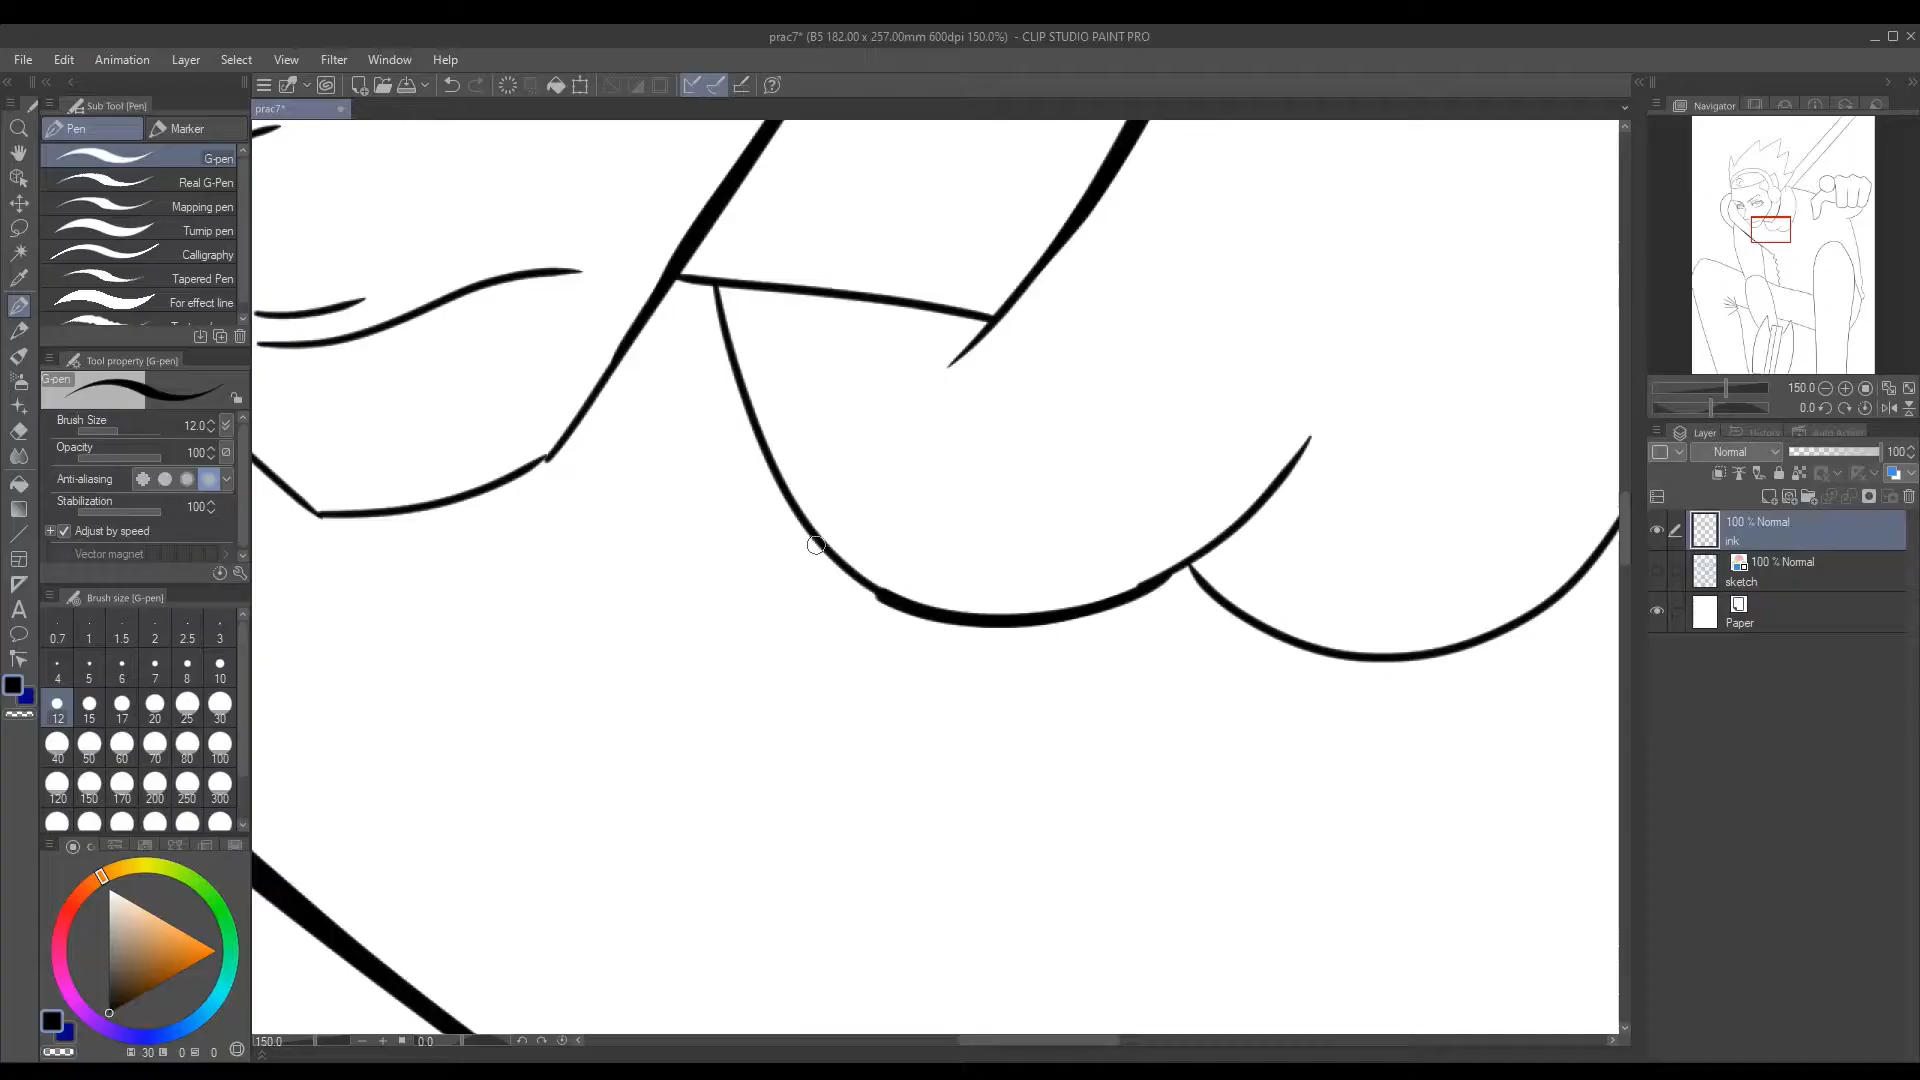 prac7* (B5 182.00 x 257.00mm 600dpi 150.0%) - CLIP STUDIO PAINT PRO
File Edit Animation Layer Select View Filter Window Help
Sub Tool [Pen]
Pen Marker
G-pen
Real G-Pen
Mapping pen
Turnip pen
Calligraphy
Tapered Pen
For effect line
Tool property [G-pen]
G-pen
Brush Size 12.0
Opacity 100
Anti-aliasing
Stabilization 100
Adjust by speed
Vector magnet
Brush size [G-pen]
0.7 1 1.5 2 2.5 3
4 5 6 7 8 10
12 15 17 20 25 30
40 50 60 70 80 100
120 150 170 200 250 300
H 30 L 0 S 0
prac7*
150.0 0.0
Navigator
150.0
0.0
Layer History Auto Action
Normal 100
100 % Normal
ink
100 % Normal
sketch
Paper